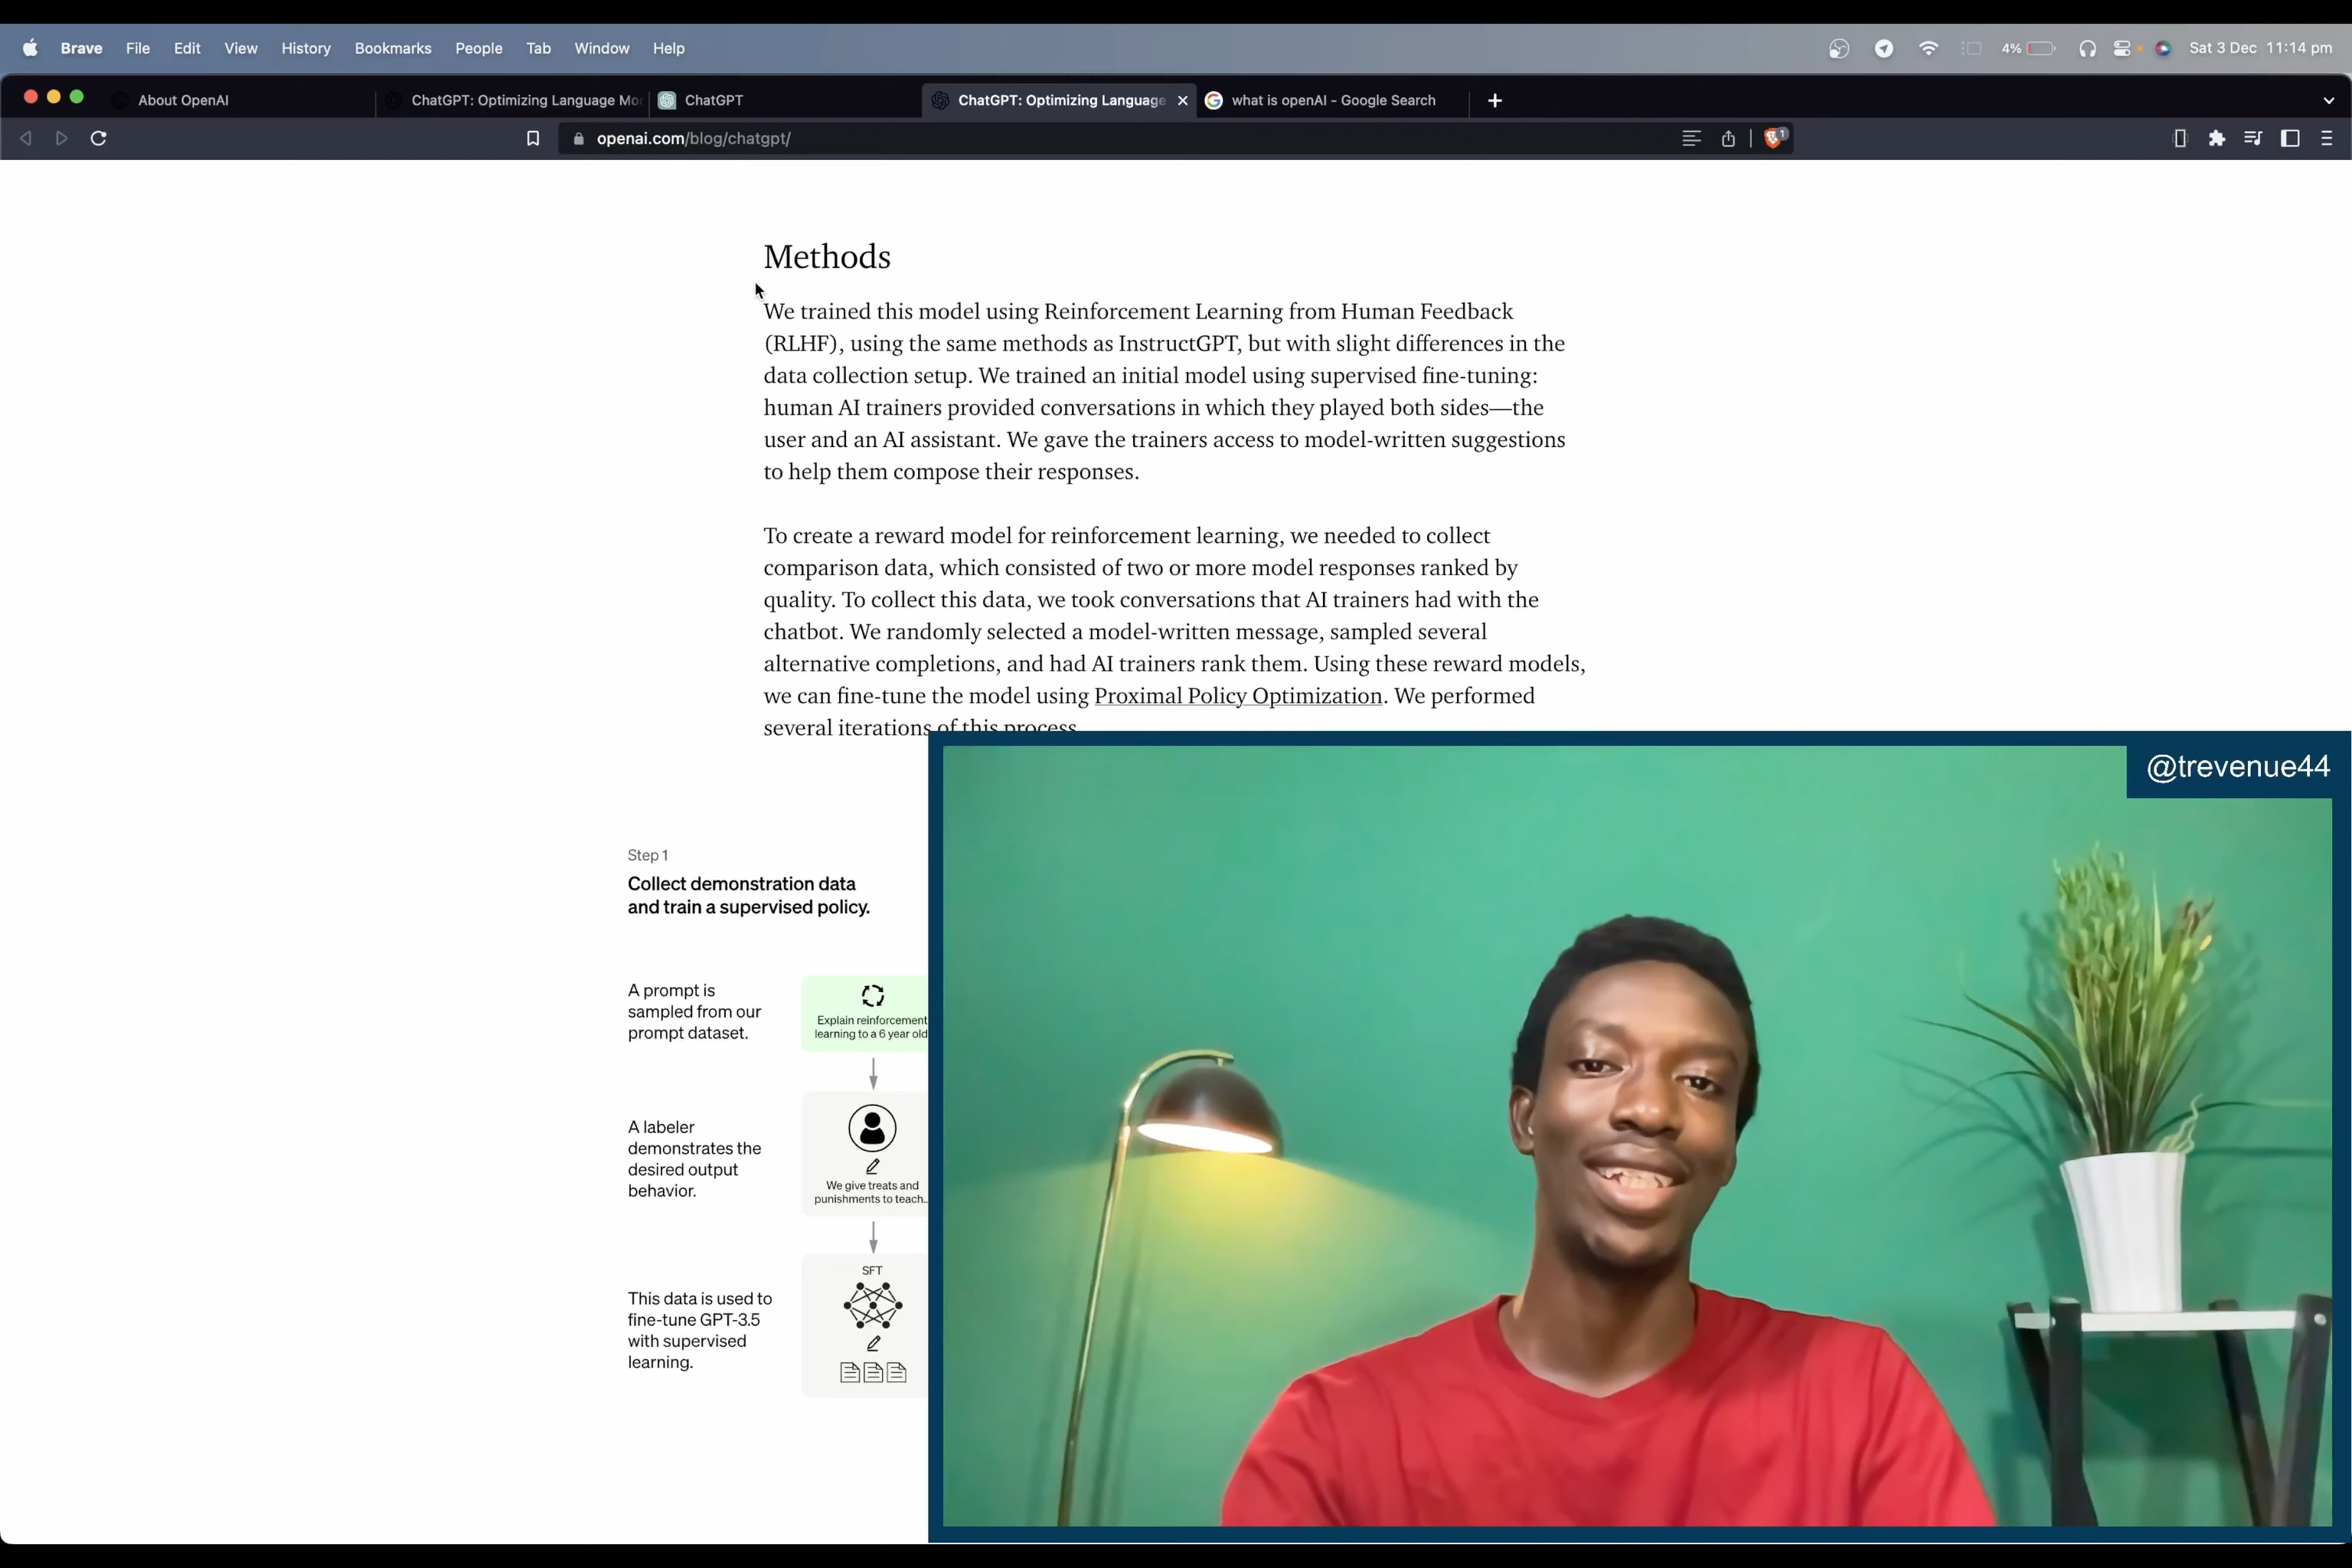 Brave File Edit View History Bookmarks People Tab Window Help
4% Sat 3 Dec 11:14 pm
About OpenAI
ChatGPT: Optimizing Language Mo
ChatGPT
ChatGPT: Optimizing Language
what is openAI - Google Search
openai.com/blog/chatgpt/
1
Methods
We trained this model using Reinforcement Learning from Human Feedback
(RLHF), using the same methods as InstructGPT, but with slight differences in the
data collection setup. We trained an initial model using supervised fine-tuning:
human AI trainers provided conversations in which they played both sides—the
user and an AI assistant. We gave the trainers access to model-written suggestions
to help them compose their responses.
To create a reward model for reinforcement learning, we needed to collect
comparison data, which consisted of two or more model responses ranked by
quality. To collect this data, we took conversations that AI trainers had with the
chatbot. We randomly selected a model-written message, sampled several
alternative completions, and had AI trainers rank them. Using these reward models,
we can fine-tune the model using Proximal Policy Optimization. We performed
several iterations of this process
@trevenue44
Step 1
Collect demonstration data
and train a supervised policy.
A prompt is
sampled from our
prompt dataset.
Explain reinforcement
learning to a 6 year old
A labeler
demonstrates the
desired output
behavior.
We give treats and
punishments to teach..
This data is used to
fine-tune GPT-3.5
with supervised
learning.
SFT